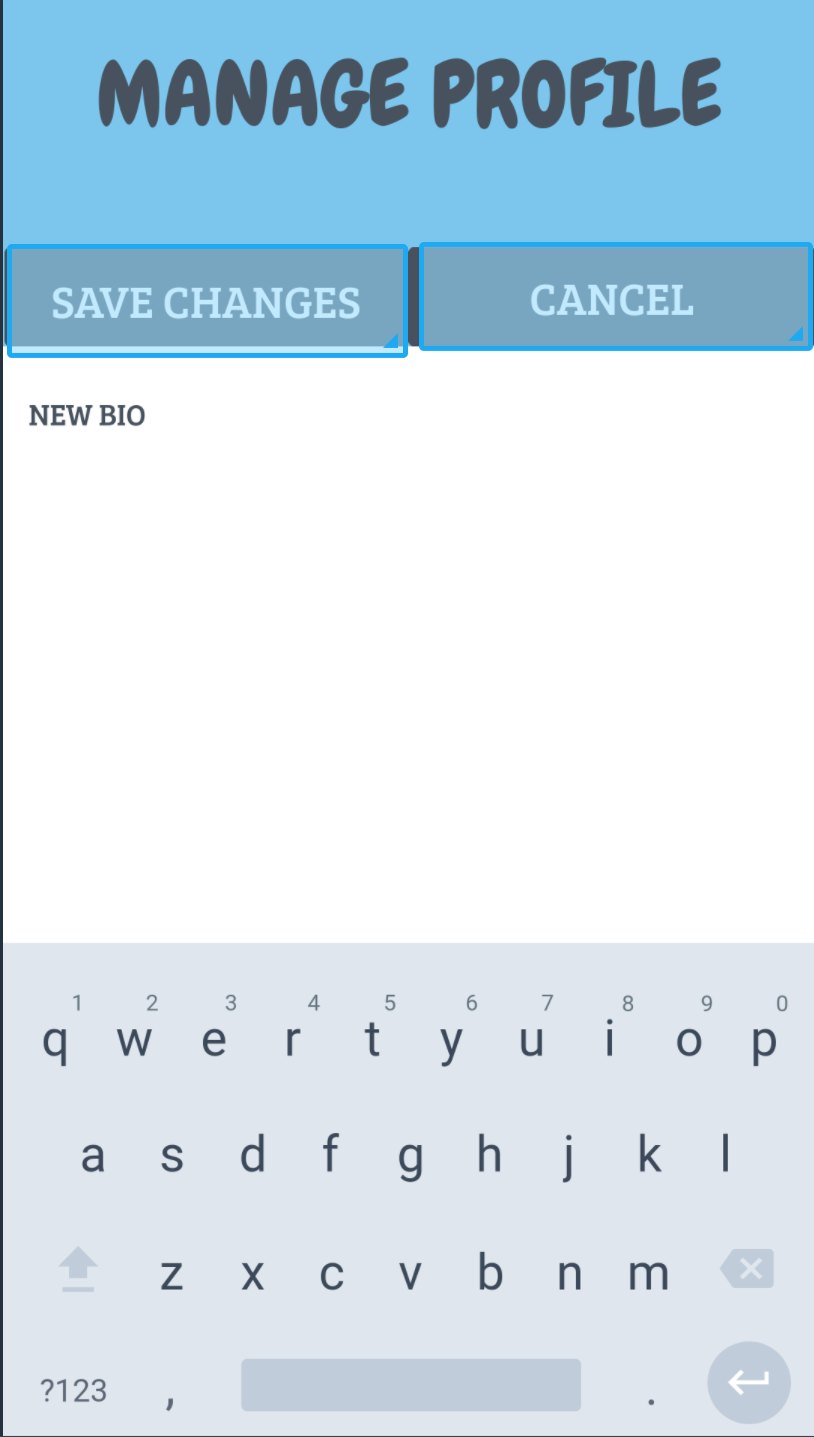 MANAGE PROFILE
SAVE CHANGES CANCEL
NEW BIO
1 2 3 4 5 6 7 8 9 0
q w e r t y u i o p
a s d f g h j k l
z x c v b n m
?123 , .